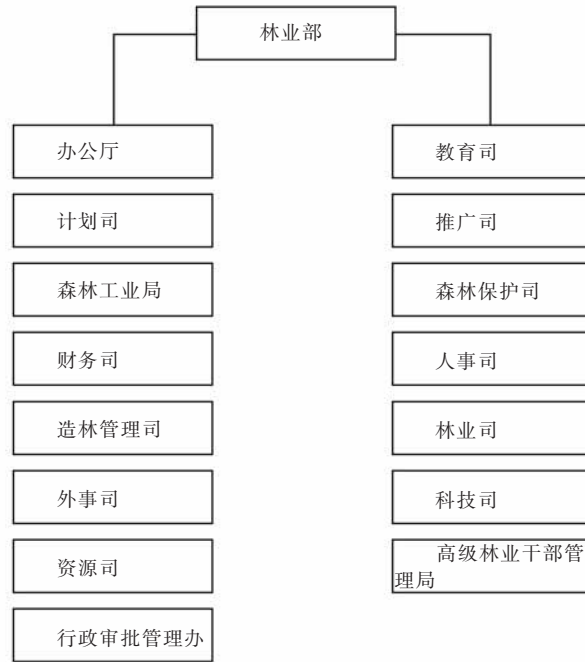 林业部
办公厅
计划司
森林工业局
财务司
造林管理司
外事司
资源司
行政审批管理办
教育司
推广司
森林保护司
人事司
林业司
科技司
高级林业干部管
理局